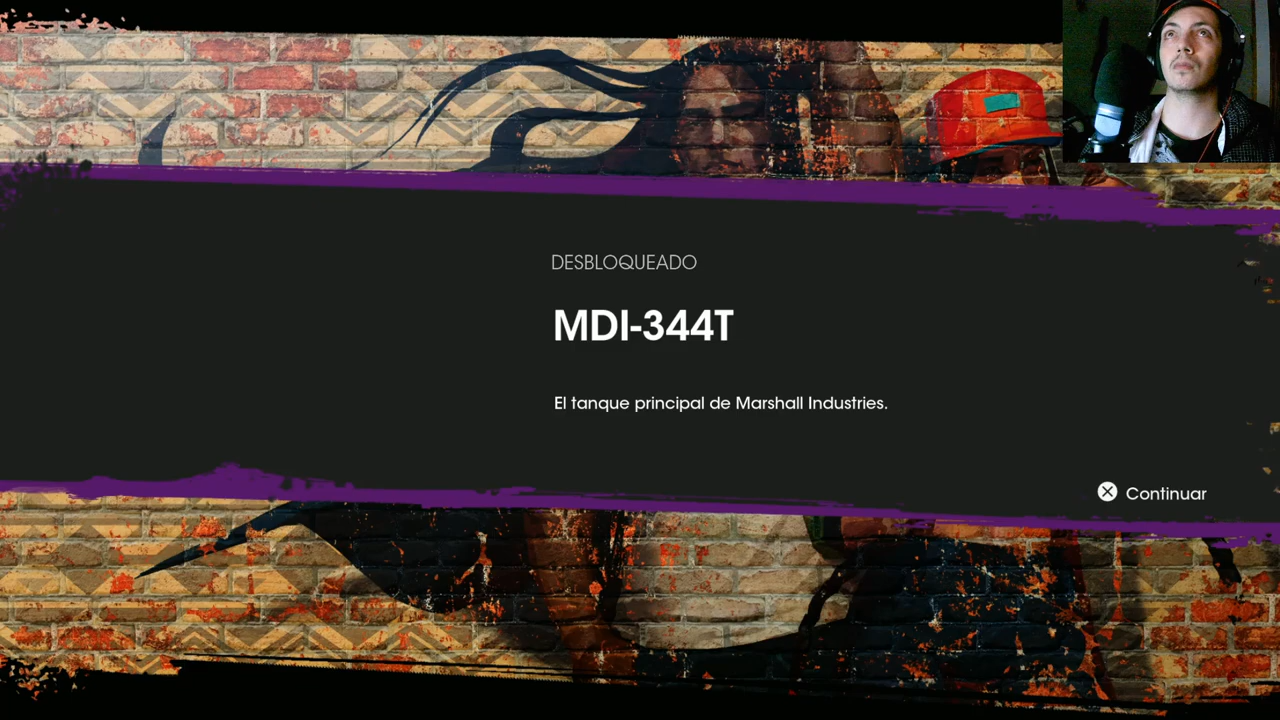 DESBLOQUEADO
MDI-344T
El tanque principal de Marshall Industries.
Continuar